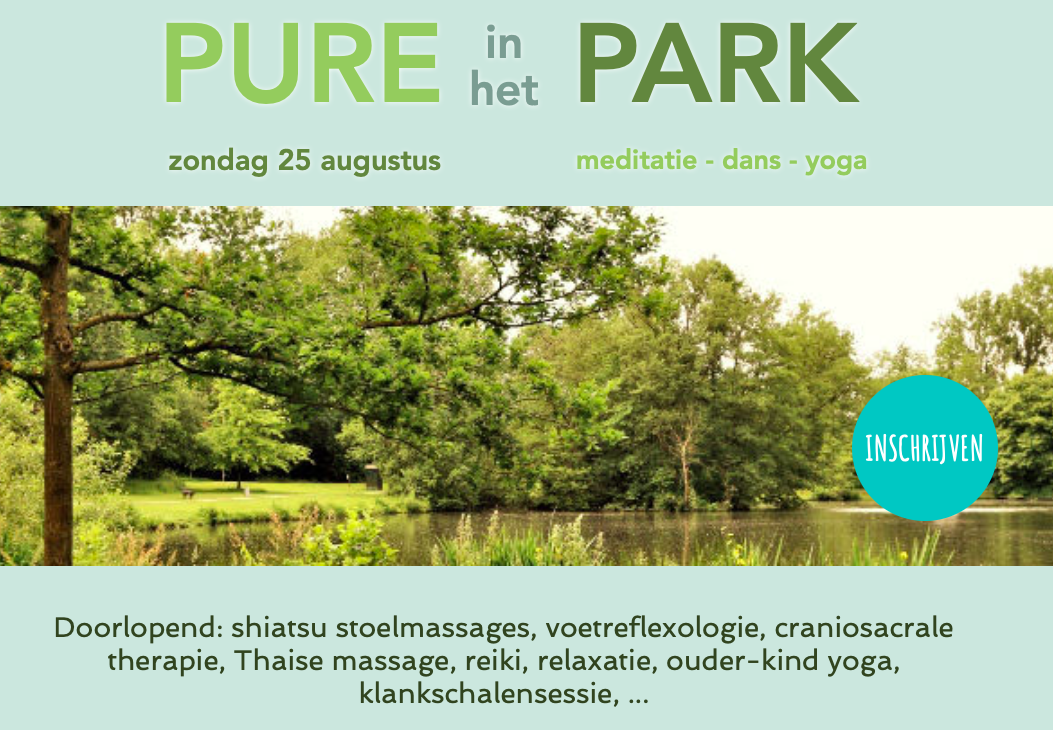 PURE in het PARK
zondag 25 augustus
meditatie - dans - yoga
INSCHRIJVEN
Doorlopend: shiatsu stoelmassages, voetreflexologie, craniosacrale
therapie, Thaise massage, reiki, relaxatie, ouder-kind yoga,
klankschalensessie, ...